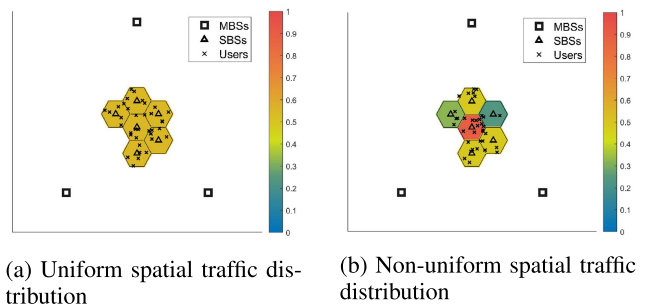 MBSs
SBSs
Users
1
0.9
0.8
0.7
0.6
0.5
0.4
0.3
0.2
0.1
0
MBSs
SBSs
Users
1
0.9
0.8
0.7
0.6
0.5
0.4
0.3
0.2
0.1
0
(a) Uniform spatial traffic dis-
tribution
(b) Non-uniform spatial traffic
distribution